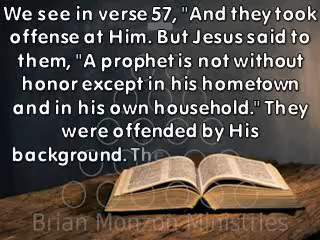 We see in verse 57, "And they took
offense at Him. But Jesus said to
them, "A prophet is not without
honor except in his hometown
and in his own household." They
were offended by His
background. Th
Brian Monzon Ministries